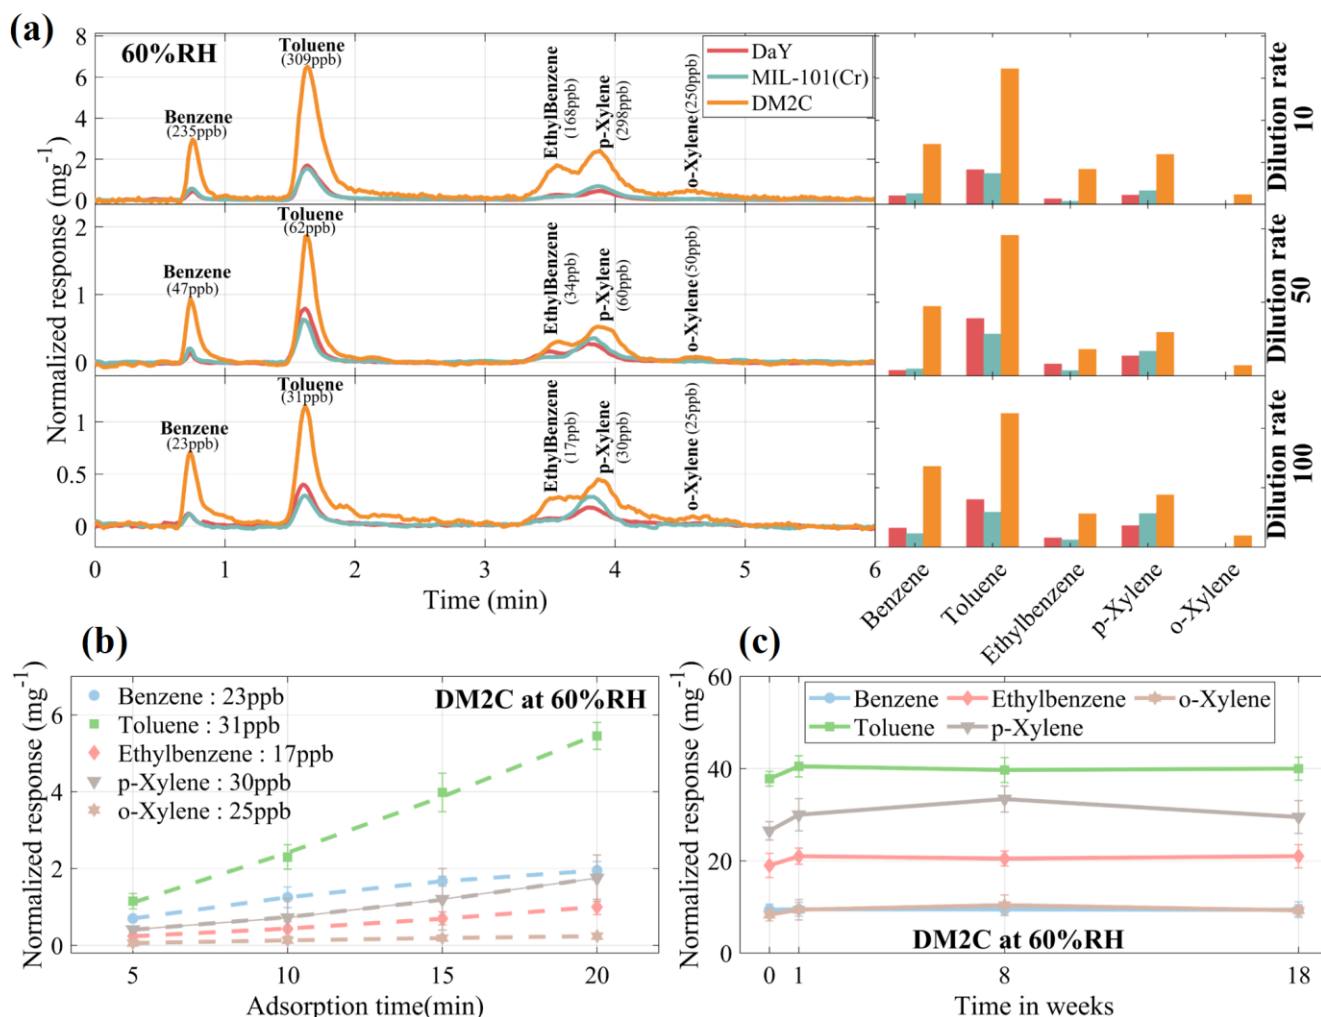 (a)
60%RH
DaY
MIL-101(Cr)
DM2C
Benzene
(235ppb)
Toluene
(309ppb)
EthylBenzene
(168ppb)
p-Xylene
(298ppb)
o-Xylene (250ppb)
8
6
4
2
0
Dilution rate
10
Benzene
(47ppb)
Toluene
(62ppb)
EthylBenzene
(34ppb)
p-Xylene
(60ppb)
o-Xylene (50ppb)
2
1
0
Dilution rate
50
Benzene
(23ppb)
Toluene
(31ppb)
EthylBenzene
(17ppb)
p-Xylene
(30ppb)
o-Xylene (25ppb)
1
0.5
0
Dilution rate
100
Normalized response (mg⁻¹)
0 1 2 3 4 5 6
Time (min)
Benzene
Toluene
Ethylbenzene
p-Xylene
o-Xylene
(b)
DM2C at 60%RH
Benzene : 23ppb
Toluene : 31ppb
Ethylbenzene : 17ppb
p-Xylene : 30ppb
o-Xylene : 25ppb
Normalized response (mg⁻¹)
6
4
2
0
5 10 15 20
Adsorption time(min)
(c)
Benzene
Ethylbenzene
o-Xylene
Toluene
p-Xylene
Normalized response (mg⁻¹)
60
40
20
0
DM2C at 60%RH
0 1 8 18
Time in weeks